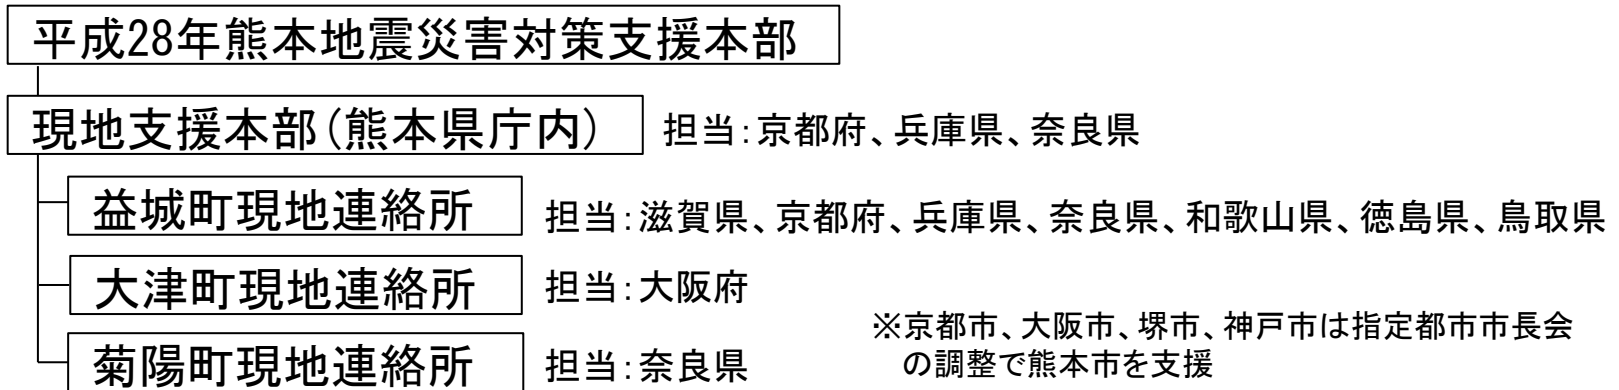 平成28年熊本地震災害対策支援本部
現地支援本部(熊本県庁内) 担当:京都府、兵庫県、奈良県
益城町現地連絡所 担当:滋賀県、京都府、兵庫県、奈良県、和歌山県、徳島県、鳥取県
大津町現地連絡所 担当:大阪府
菊陽町現地連絡所 担当:奈良県
※京都市、大阪市、堺市、神戸市は指定都市市長会
の調整で熊本市を支援